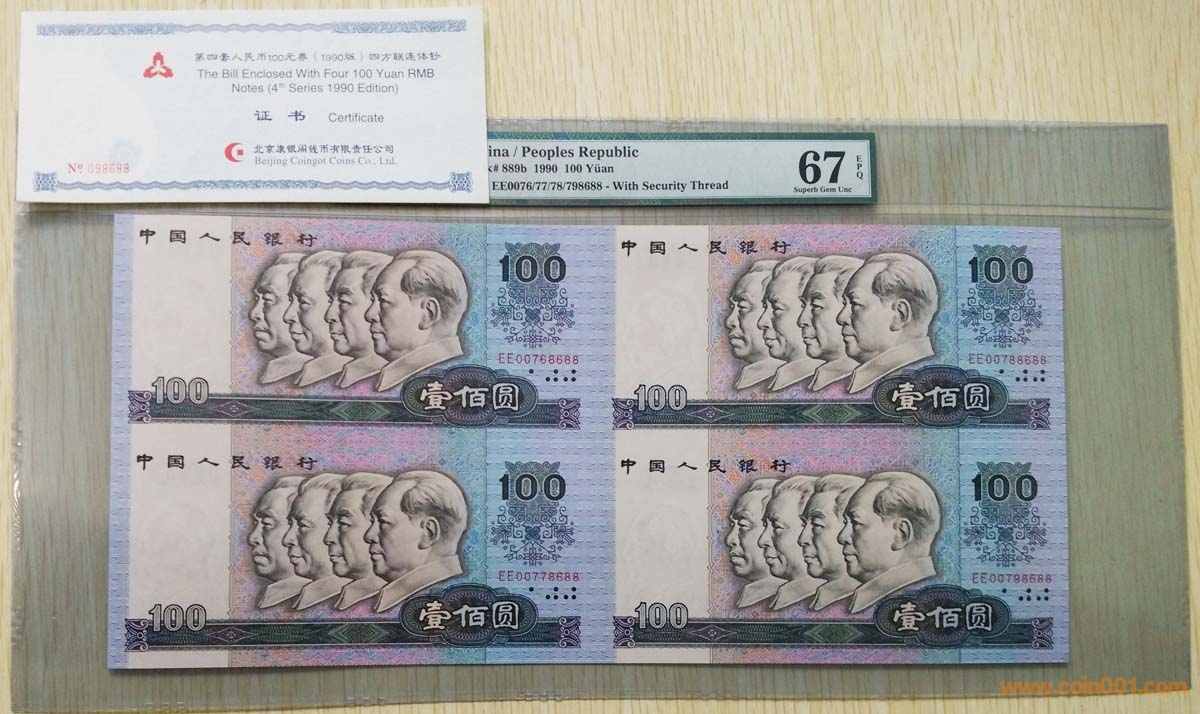 第四套人民币100元券（1990版）四方联连体钞
The Bill Enclosed With Four 100 Yuan RMB
Notes (4th Series 1990 Edition)
证书 Certificate
北京康银阁钱币有限责任公司
Beijing Coingot Coins Co., Ltd.
№ 098688
ina / Peoples Republic
k# 889b 1990 100 Yüan
EE0076/77/78/798688 - With Security Thread
67 EPQ
Superb Gem Unc
中国人民银行
100
EE00768688
100
壹佰圆
中国人民银行
100
EE00788688
100
壹佰圆
中国人民银行
100
EE00778688
100
壹佰圆
中国人民银行
100
EE00798688
100
壹佰圆
www.coin001.com